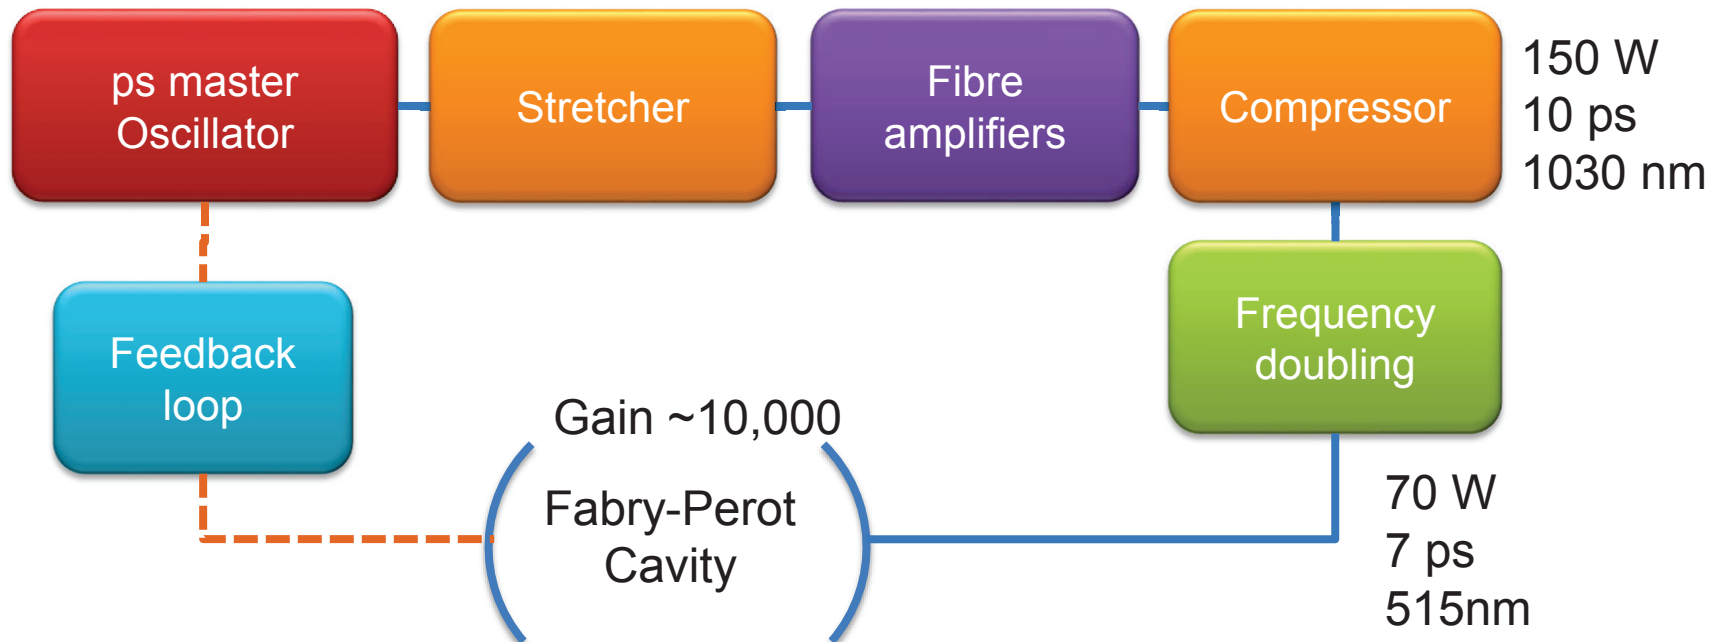 ps master
Oscillator
Stretcher
Fibre
amplifiers
Compressor
150 W
10 ps
1030 nm
Feedback
loop
Frequency
doubling
Gain ~10,000
Fabry-Perot
Cavity
70 W
7 ps
515nm